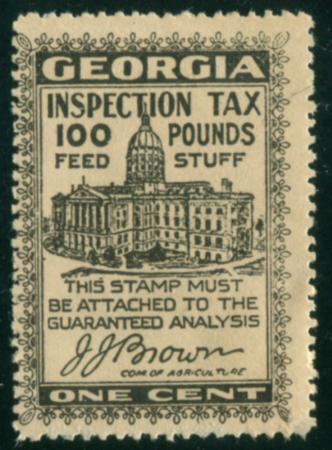 GEORGIA
INSPECTION TAX
100 POUNDS
FEED STUFF
THIS STAMP MUST
BE ATTACHED TO THE
GUARANTEED ANALYSIS
J J Brown
COM OF AGRICULTURE
ONE CENT